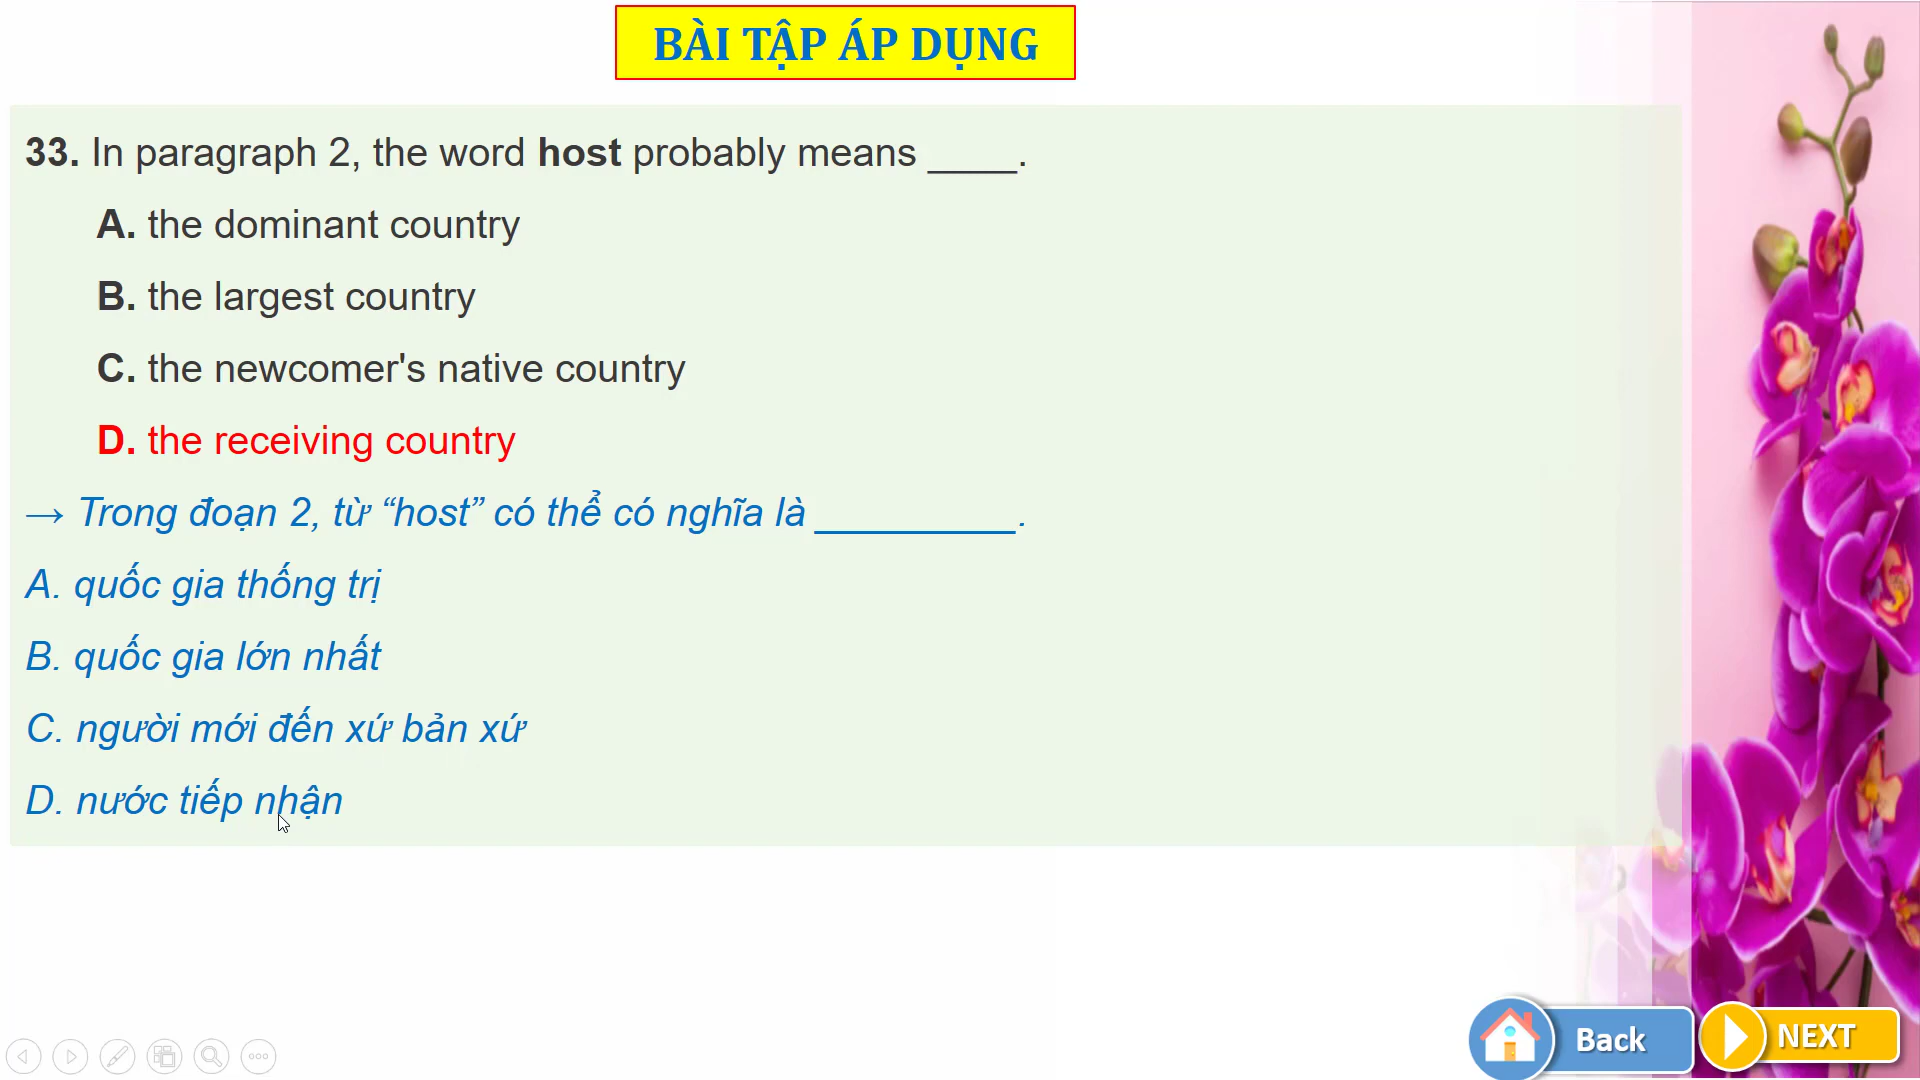 BÀI TẬP ÁP DỤNG
33. In paragraph 2, the word host probably means ____.
A. the dominant country
B. the largest country
C. the newcomer's native country
D. the receiving country
→ Trong đoạn 2, từ “host” có thể có nghĩa là _________.
A. quốc gia thống trị
B. quốc gia lớn nhất
C. người mới đến xứ bản xứ
D. nước tiếp nhận
Back
NEXT